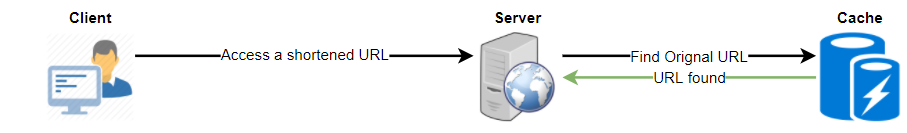 Client
Server
Cache
Access a shortened URL
Find Orignal URL
URL found